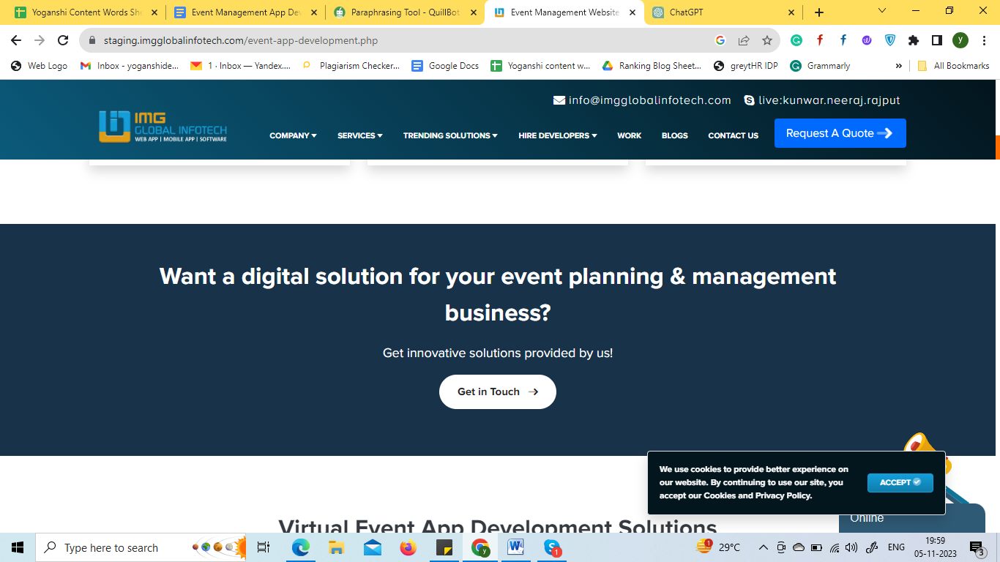 Yoganshi Content Words Sh
Event Management App De
Paraphrasing Tool - QuillBot
Event Management Website
ChatGPT
staging.imgglobalinfotech.com/event-app-development.php
y
Web Logo
Inbox - yoganshide...
1 · Inbox — Yandex....
Plagiarism Checker...
Google Docs
Yoganshi content w...
Ranking Blog Sheet...
greytHR IDP
Grammarly
»
All Bookmarks
info@imgglobalinfotech.com
live:kunwar.neeraj.rajput
IMG
GLOBAL INFOTECH
WEB APP | MOBILE APP | SOFTWARE
COMPANY
SERVICES
TRENDING SOLUTIONS
HIRE DEVELOPERS
WORK
BLOGS
CONTACT US
Request A Quote
Want a digital solution for your event planning & management
business?
Get innovative solutions provided by us!
Get in Touch
We use cookies to provide better experience on
our website. By continuing to use our site, you
accept our Cookies and Privacy Policy.
ACCEPT
Online
Virtual Event App Development Solutions
Type here to search
1
1
29°C
ENG
19:59
05-11-2023
3